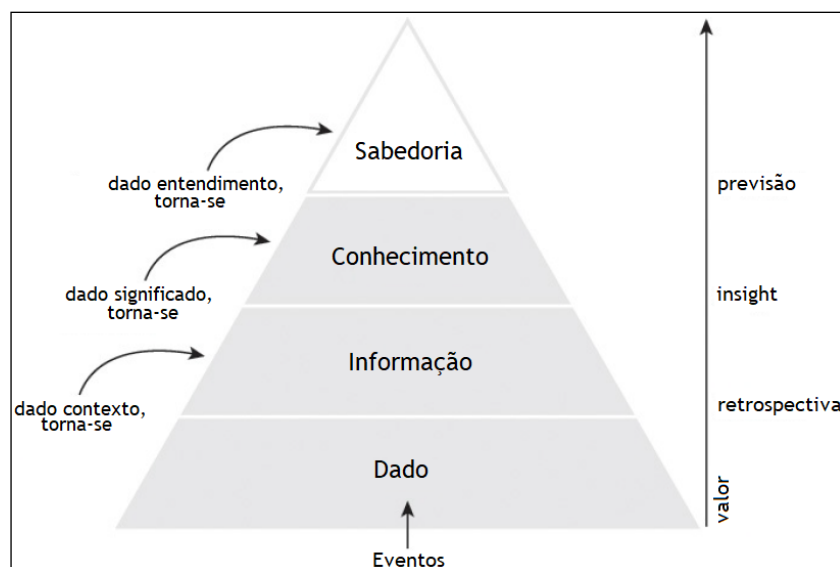 Sabedoria
dado entendimento,
torna-se
previsão
Conhecimento
dado significado,
torna-se
insight
Informação
dado contexto,
torna-se
retrospectiva
Dado
valor
Eventos